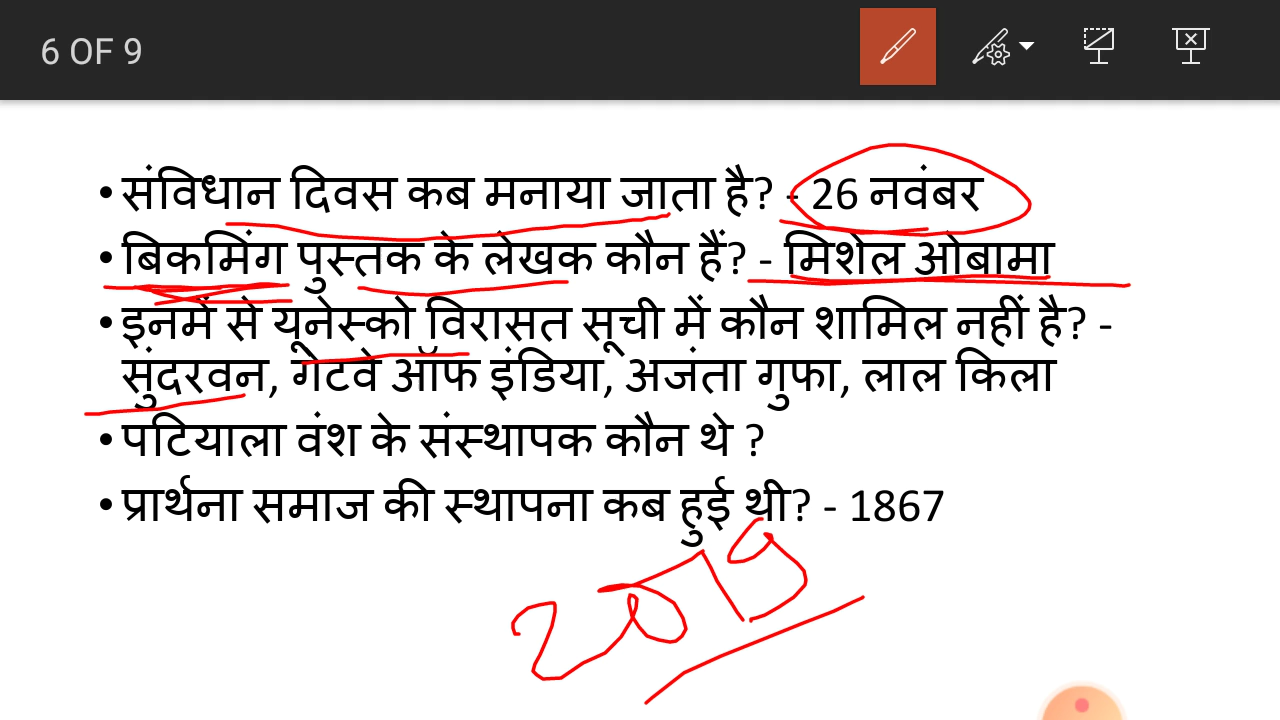 6 OF 9
• संविधान दिवस कब मनाया जाता है? - 26 नवंबर
• बिकमिंग पुस्तक के लेखक कौन हैं? - मिशेल ओबामा
• इनमें से यूनेस्को विरासत सूची में कौन शामिल नहीं है? -
सुंदरवन, गेटवे ऑफ इंडिया, अजंता गुफा, लाल किला
• पटियाला वंश के संस्थापक कौन थे ?
• प्रार्थना समाज की स्थापना कब हुई थी? - 1867
2019